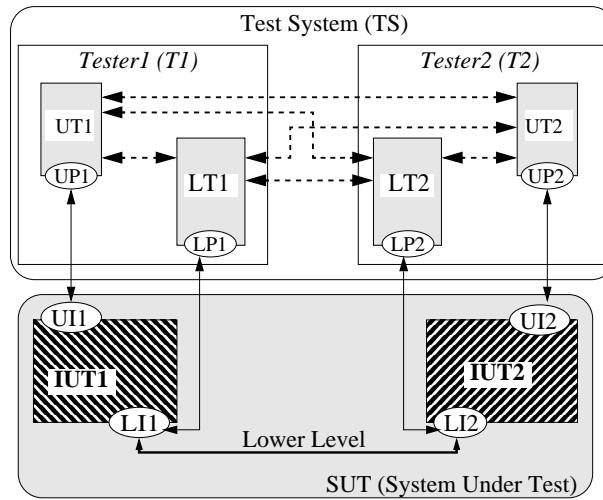 Test System (TS)
Tester1 (T1)
Tester2 (T2)
UT1
UT2
LT1
LT2
UP1
UP2
LP1
LP2
UI1
UI2
IUT1
IUT2
LI1
LI2
Lower Level
SUT (System Under Test)